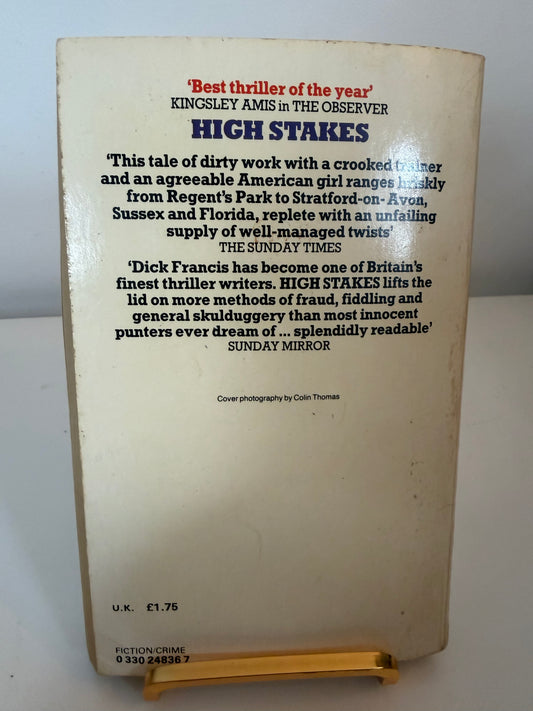 ‘Best thriller of the year’
KINGSLEY AMIS in THE OBSERVER
HIGH STAKES
‘This tale of dirty work with a crooked trainer
and an agreeable American girl ranges briskly
from Regent's Park to Stratford-on-Avon,
Sussex and Florida, replete with an unfailing
supply of well-managed twists’
THE SUNDAY TIMES
‘Dick Francis has become one of Britain's
finest thriller writers. HIGH STAKES lifts the
lid on more methods of fraud, fiddling and
general skulduggery than most innocent
punters ever dream of ... splendidly readable’
SUNDAY MIRROR
Cover photography by Colin Thomas
U.K. £1.75
FICTION/CRIME
0 330 24836 7